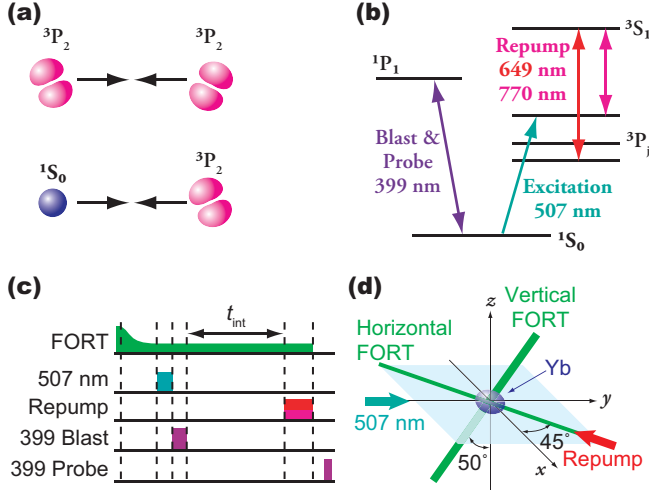 (a)
³P₂
³P₂
¹S₀
³P₂
(b)
³S₁
¹P₁
Repump
649 nm
770 nm
Blast &
Probe
399 nm
³Pⱼ
Excitation
507 nm
¹S₀
(c)
t_int
FORT
507 nm
Repump
399 Blast
399 Probe
(d)
z
Vertical
FORT
Horizontal
FORT
Yb
y
507 nm
45°
50°
x
Repump